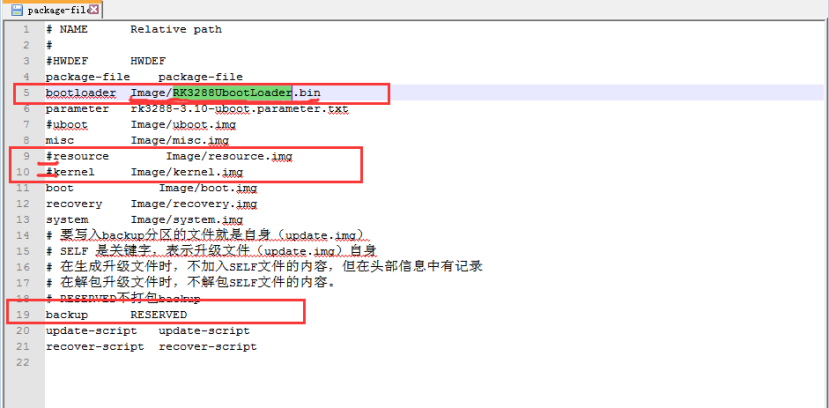 package-file
1 # NAME Relative path
2 #
3 #HWDEF HWDEF
4 package-file package-file
5 bootloader Image/RK3288UbootLoader.bin
6 parameter rk3288-3.10-uboot.parameter.txt
7 #uboot Image/uboot.img
8 misc Image/misc.img
9 #resource Image/resource.img
10 #kernel Image/kernel.img
11 boot Image/boot.img
12 recovery Image/recovery.img
13 system Image/system.img
14 # 要写入backup分区的文件就是自身（update.img）
15 # SELF 是关键字，表示升级文件（update.img）自身
16 # 在生成升级文件时，不加入SELF文件的内容，但在头部信息中有记录
17 # 在解包升级文件时，不解包SELF文件的内容。
18 # RESERVED不打包backup
19 backup RESERVED
20 update-script update-script
21 recover-script recover-script
22